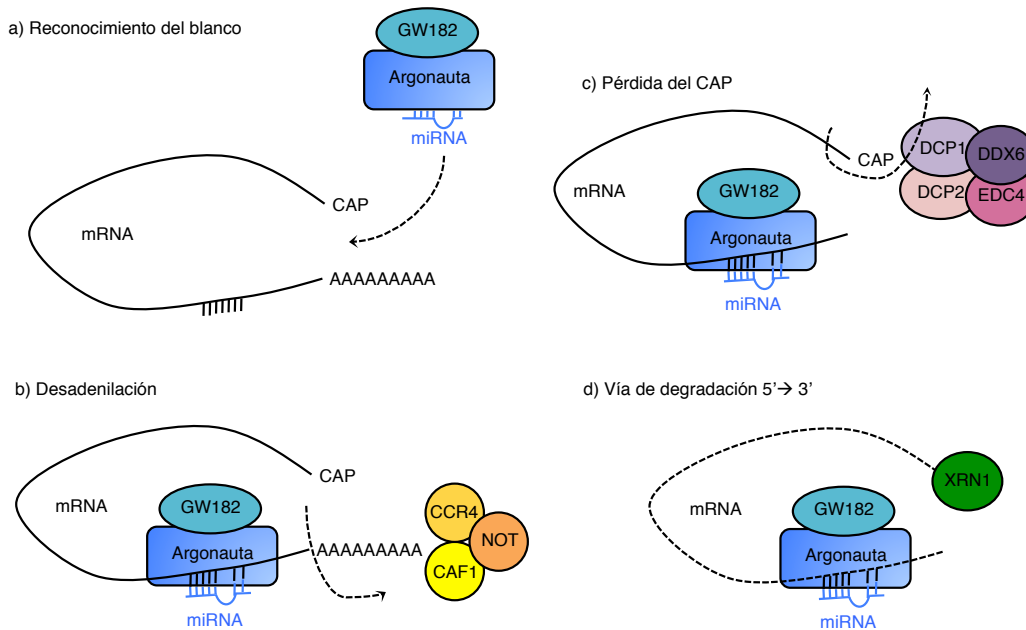 a) Reconocimiento del blanco
GW182
Argonauta
miRNA
CAP
mRNA
AAAAAAAAA
b) Desadenilación
CAP
mRNA
GW182
Argonauta
AAAAAAAAA
miRNA
CCR4
NOT
CAF1
c) Pérdida del CAP
CAP
mRNA
GW182
Argonauta
miRNA
DCP1
DDX6
DCP2
EDC4
d) Vía de degradación 5’→ 3’
XRN1
mRNA
GW182
Argonauta
miRNA